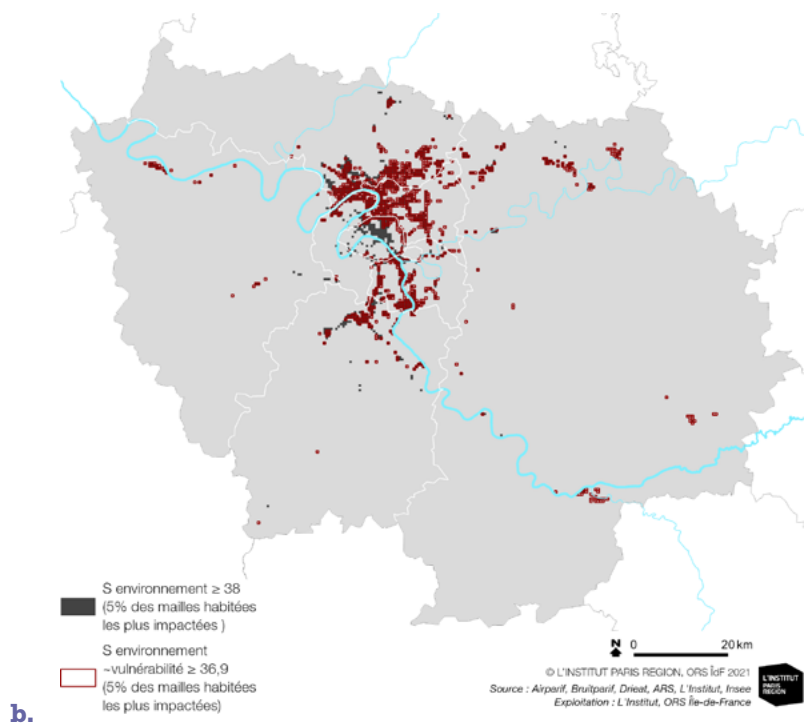 S environnement ≥ 38
(5% des mailles habitées
les plus impactées )
S environnement
~vulnérabilité ≥ 36,9
(5% des mailles habitées
les plus impactées)
N
0 20 km
© L'INSTITUT PARIS REGION, ORS ÎdF 2021
Source : Airparif, Bruitparif, Drieat, ARS, L'Institut, Insee
Exploitation : L'Institut, ORS Île-de-France
L'INSTITUT
PARIS
REGION
b.